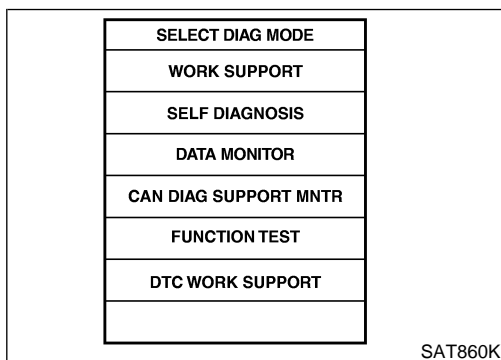 SELECT DIAG MODE
WORK SUPPORT
SELF DIAGNOSIS
DATA MONITOR
CAN DIAG SUPPORT MNTR
FUNCTION TEST
DTC WORK SUPPORT
SAT860K